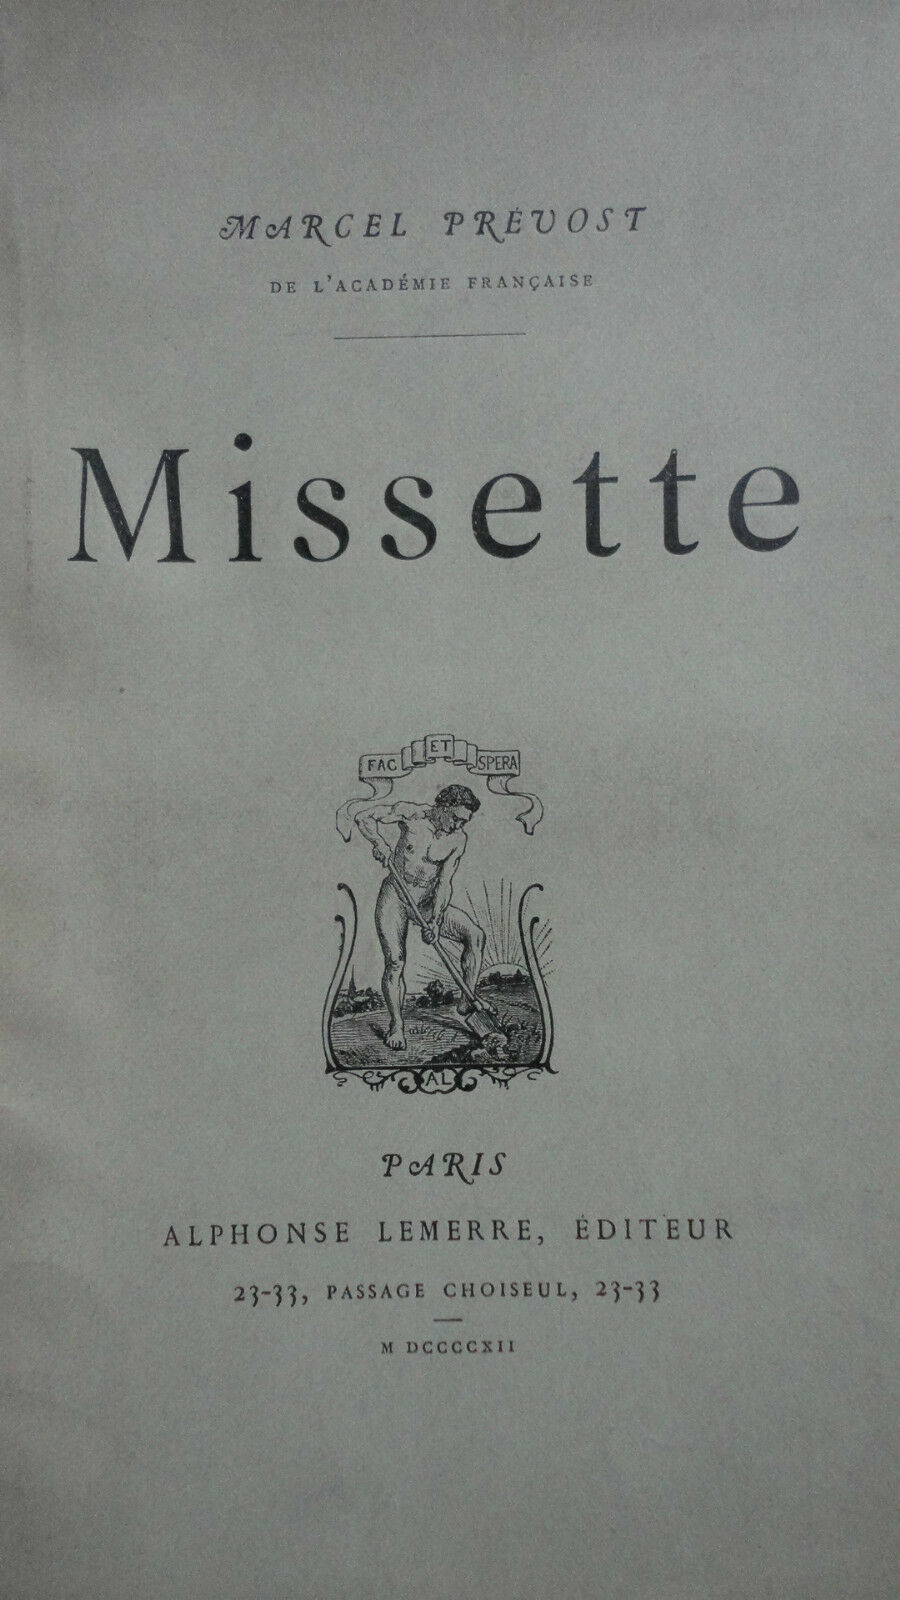 MARCEL PRÉVOST
DE L'ACADÉMIE FRANÇAISE
Missette
FAC ET SPERA
AL
PARIS
ALPHONSE LEMERRE, ÉDITEUR
23-33, PASSAGE CHOISEUL, 23-33
M DCCCCXII